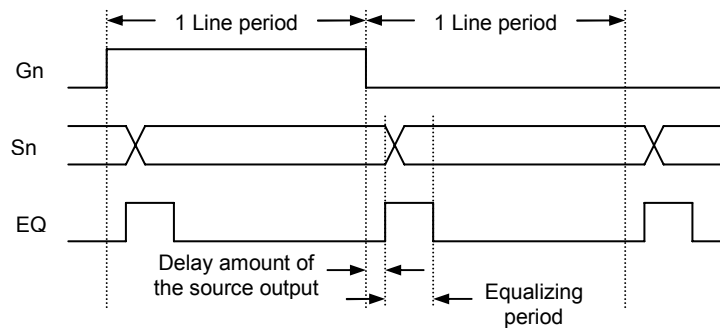 1 Line period
1 Line period
Gn
Sn
EQ
Delay amount of
the source output
Equalizing
period